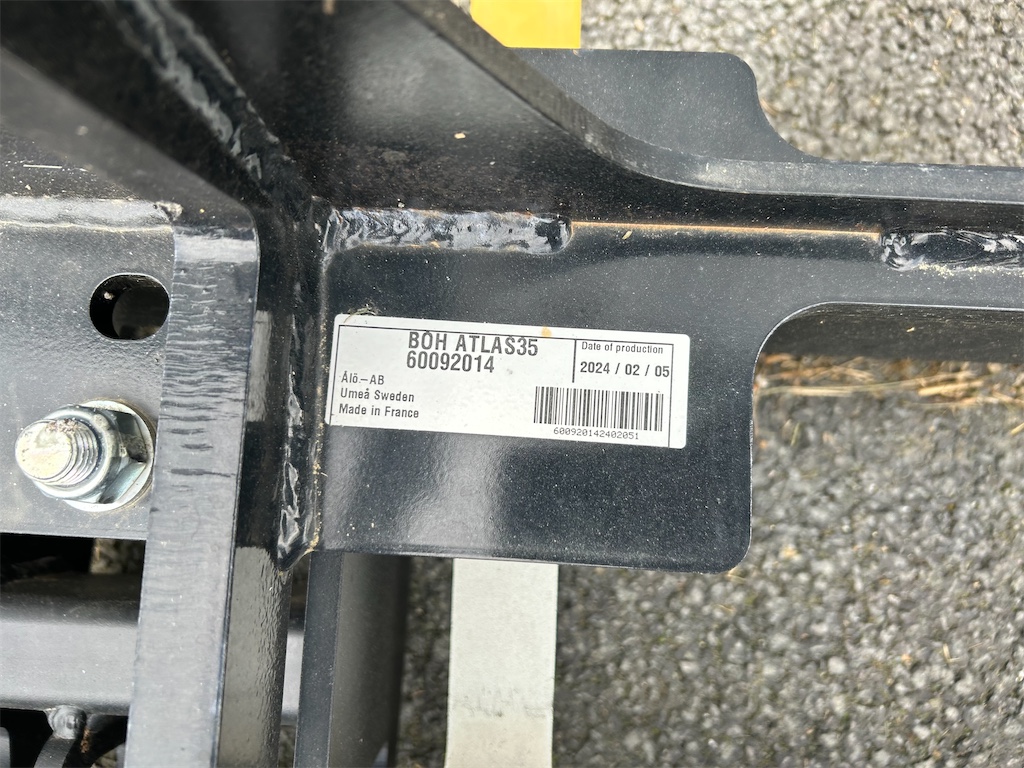 BOH ATLAS35
60092014
Date of production
2024 / 02 / 05
Ålö.–AB
Umeå Sweden
Made in France
600920142402051